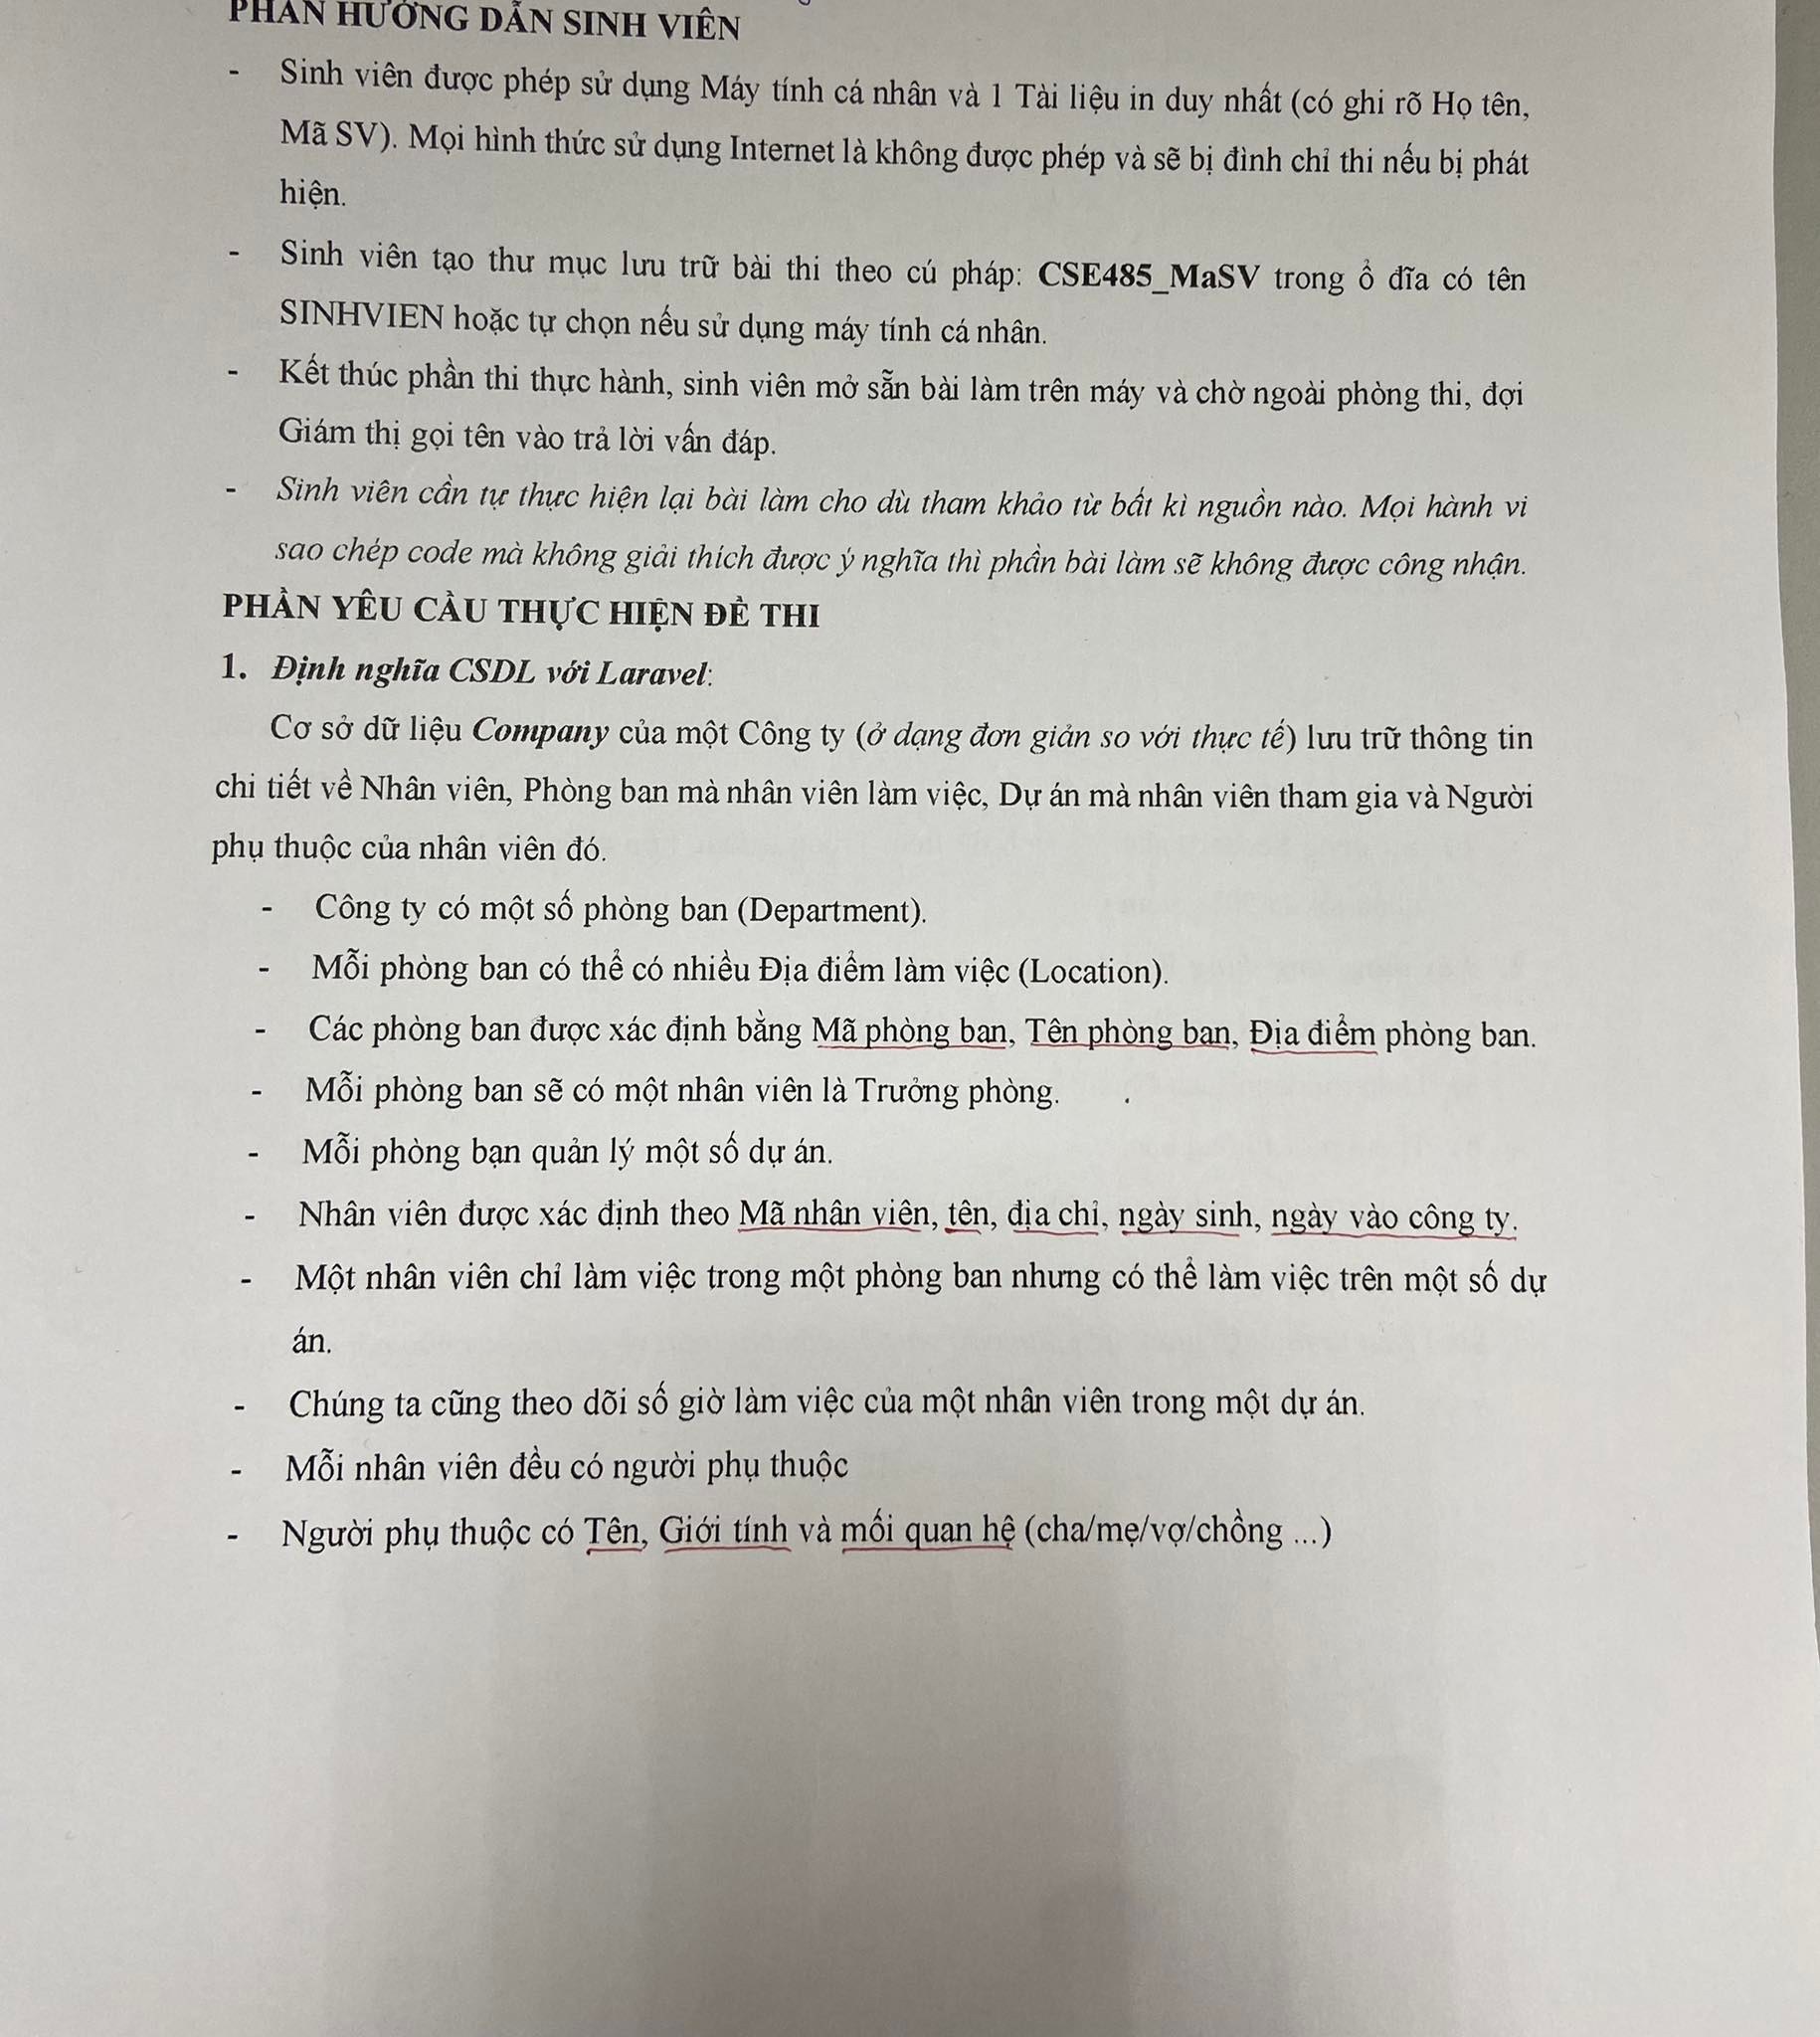 PHẦN HƯỚNG DẪN SINH VIÊN
- Sinh viên được phép sử dụng Máy tính cá nhân và 1 Tài liệu in duy nhất (có ghi rõ Họ tên,
Mã SV). Mọi hình thức sử dụng Internet là không được phép và sẽ bị đình chỉ thi nếu bị phát
hiện.
- Sinh viên tạo thư mục lưu trữ bài thi theo cú pháp: CSE485_MaSV trong ổ đĩa có tên
SINHVIEN hoặc tự chọn nếu sử dụng máy tính cá nhân.
- Kết thúc phần thi thực hành, sinh viên mở sẵn bài làm trên máy và chờ ngoài phòng thi, đợi
Giám thị gọi tên vào trả lời vấn đáp.
- Sinh viên cần tự thực hiện lại bài làm cho dù tham khảo từ bất kì nguồn nào. Mọi hành vi
sao chép code mà không giải thích được ý nghĩa thì phần bài làm sẽ không được công nhận.
PHẦN YÊU CẦU THỰC HIỆN ĐỀ THI
1. Định nghĩa CSDL với Laravel:
Cơ sở dữ liệu Company của một Công ty (ở dạng đơn giản so với thực tế) lưu trữ thông tin
chi tiết về Nhân viên, Phòng ban mà nhân viên làm việc, Dự án mà nhân viên tham gia và Người
phụ thuộc của nhân viên đó.
- Công ty có một số phòng ban (Department).
- Mỗi phòng ban có thể có nhiều Địa điểm làm việc (Location).
- Các phòng ban được xác định bằng Mã phòng ban, Tên phòng ban, Địa điểm phòng ban.
- Mỗi phòng ban sẽ có một nhân viên là Trưởng phòng.
- Mỗi phòng bạn quản lý một số dự án.
- Nhân viên được xác định theo Mã nhân viên, tên, địa chỉ, ngày sinh, ngày vào công ty.
- Một nhân viên chỉ làm việc trong một phòng ban nhưng có thể làm việc trên một số dự
án.
- Chúng ta cũng theo dõi số giờ làm việc của một nhân viên trong một dự án.
- Mỗi nhân viên đều có người phụ thuộc
- Người phụ thuộc có Tên, Giới tính và mối quan hệ (cha/mẹ/vợ/chồng ...)